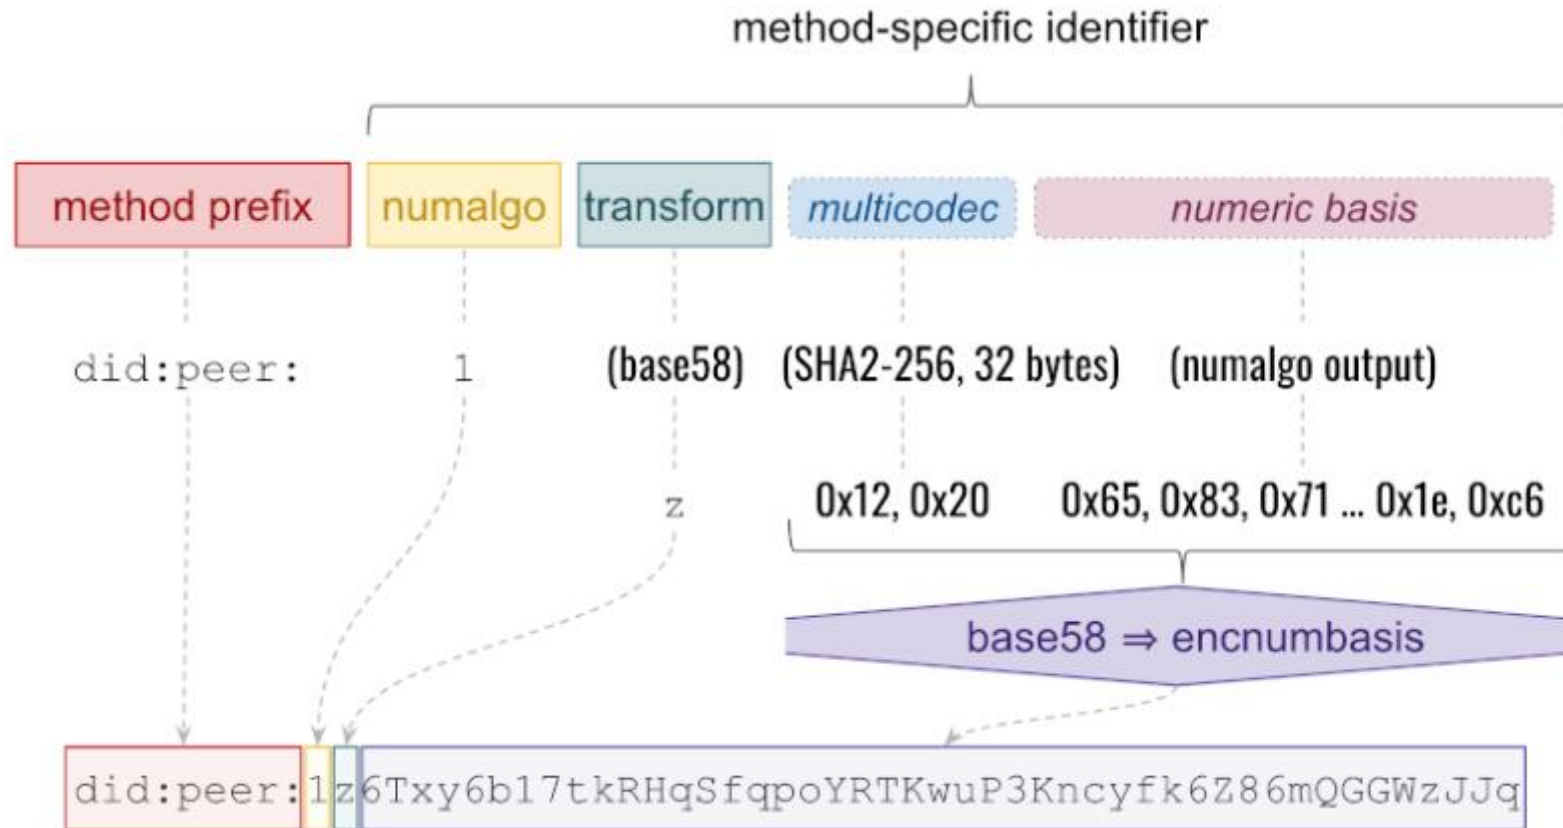 method-specific identifier
method prefix numalgo transform multicodec numeric basis
did:peer: 1 (base58) (SHA2-256, 32 bytes) (numalgo output)
z 0x12, 0x20 0x65, 0x83, 0x71 ... 0x1e, 0xc6
base58 ⇒ encnumbasis
did:peer:1z6Txy6b17tkRHqSfqpoYRTKwuP3Kncyfk6Z86mQGGWzJJq